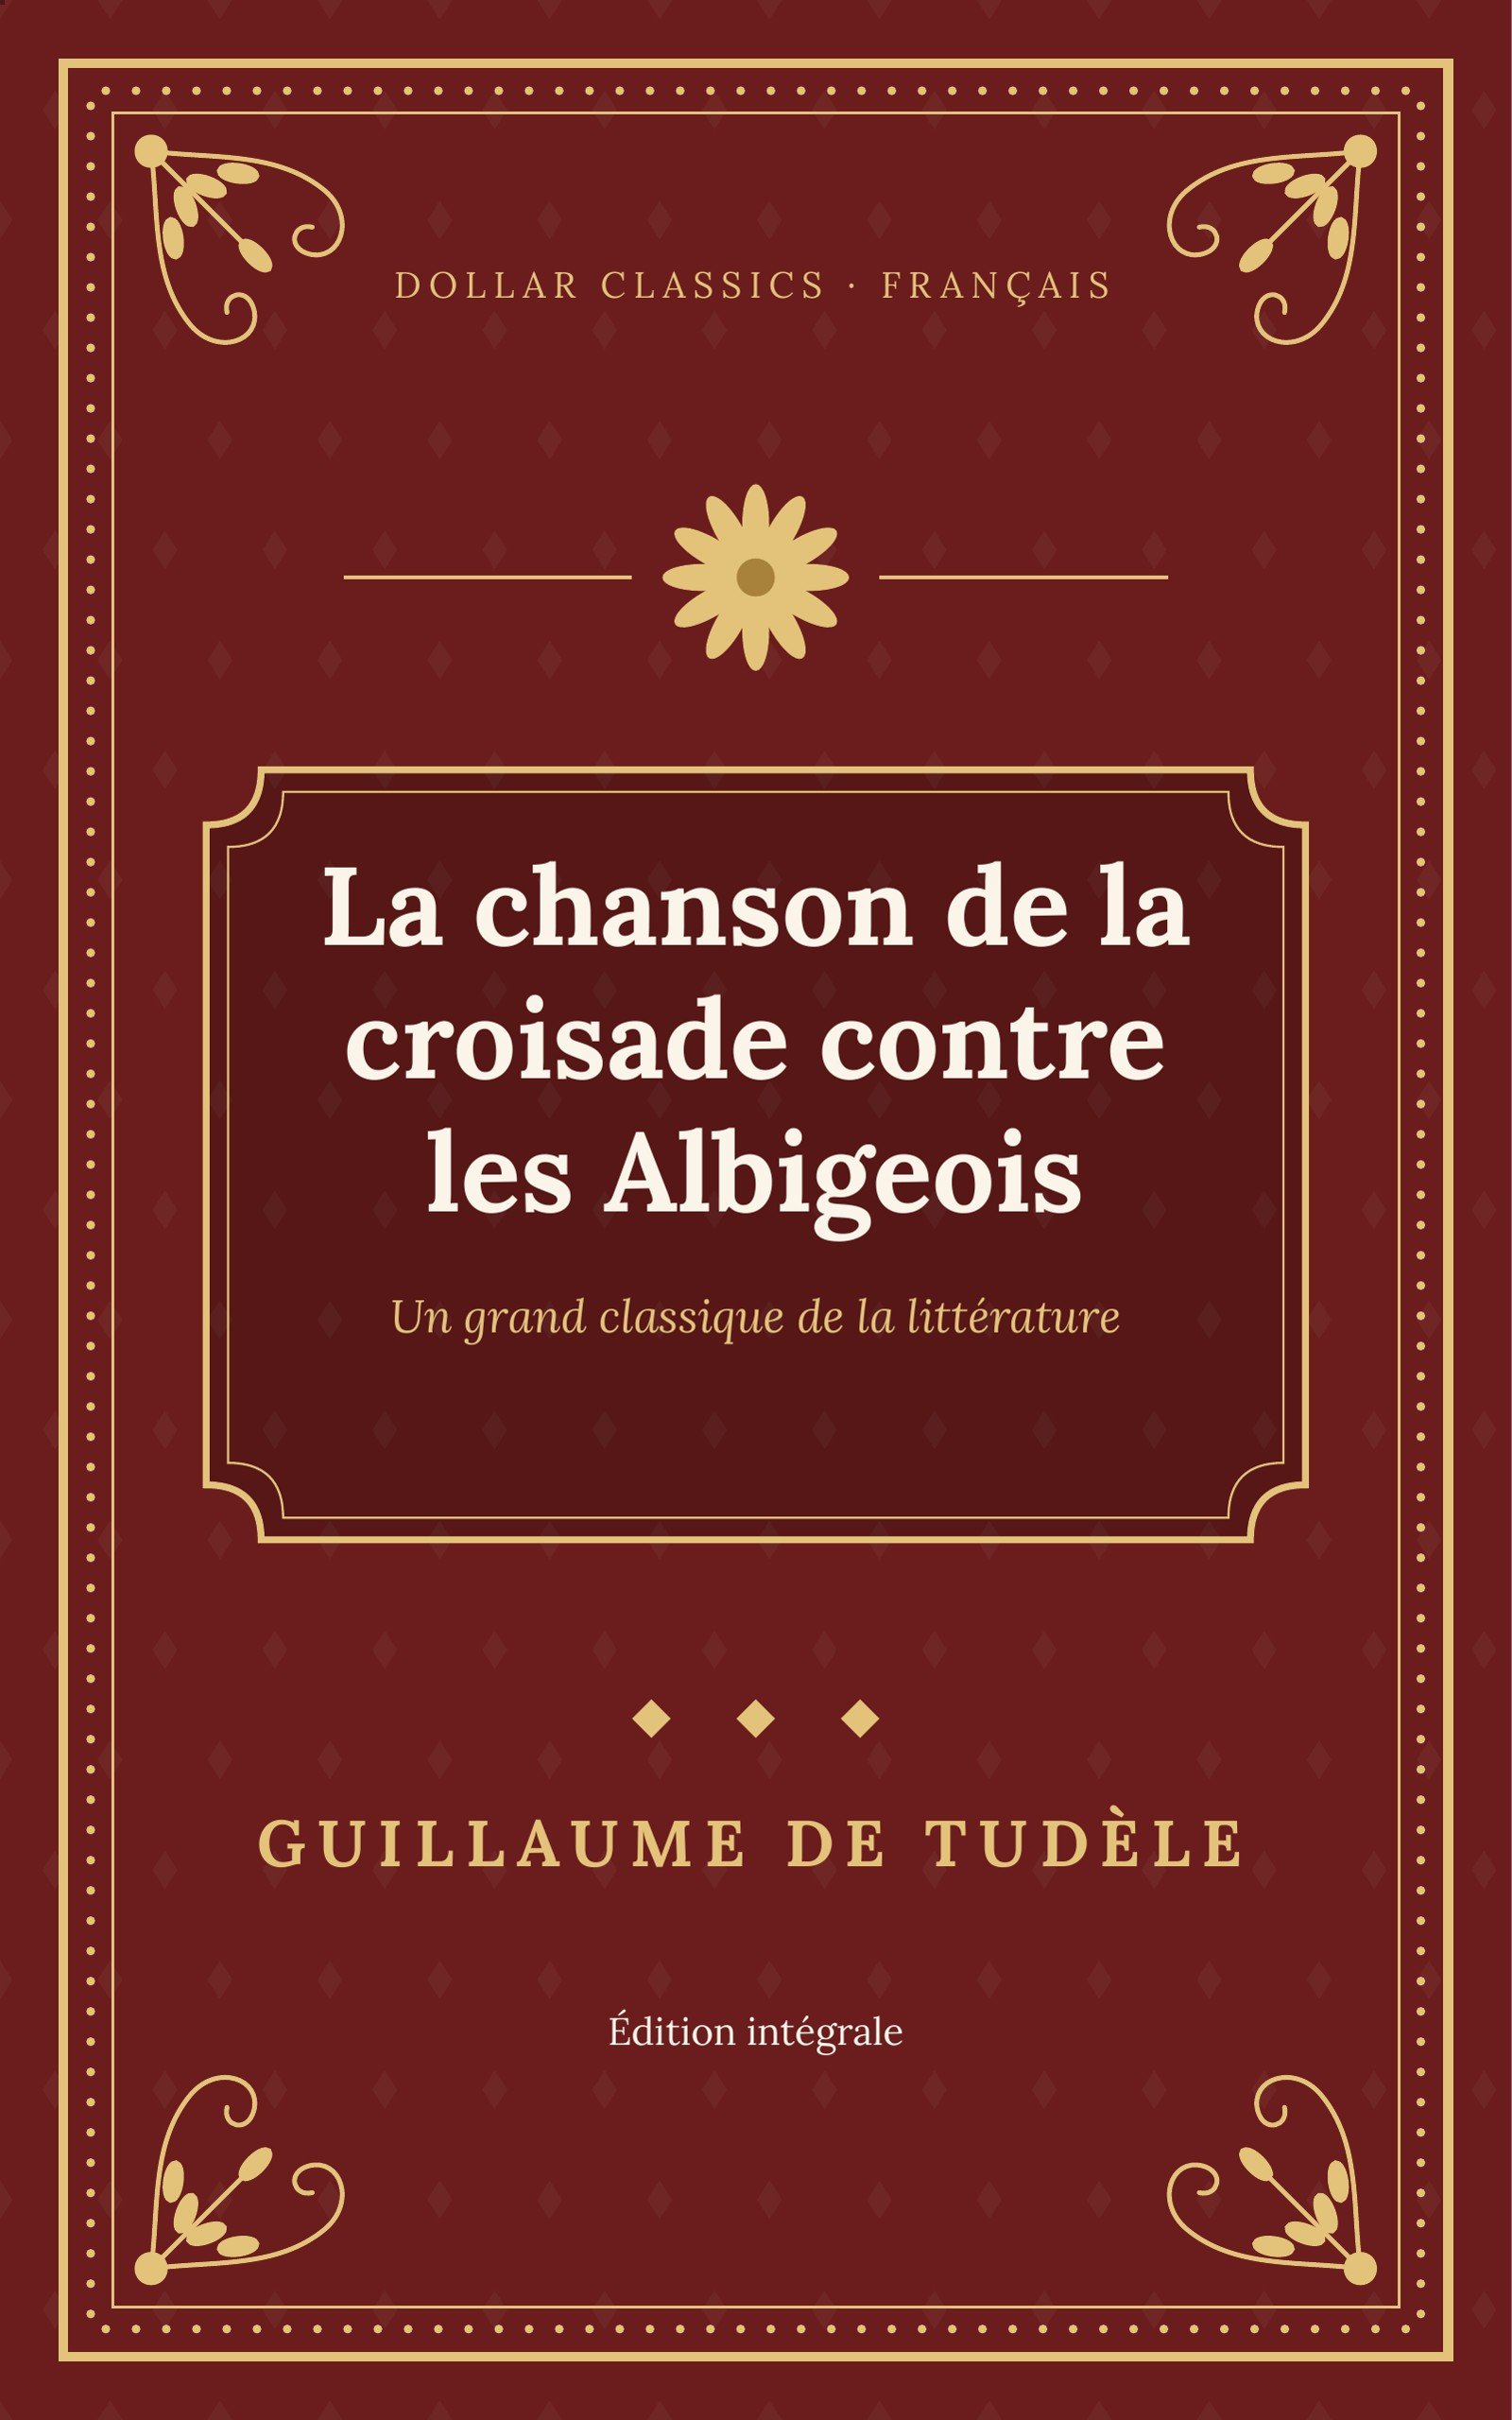 DOLLAR CLASSICS · FRANÇAIS
La chanson de la
croisade contre
les Albigeois
Un grand classique de la littérature
GUILLAUME DE TUDÈLE
Édition intégrale